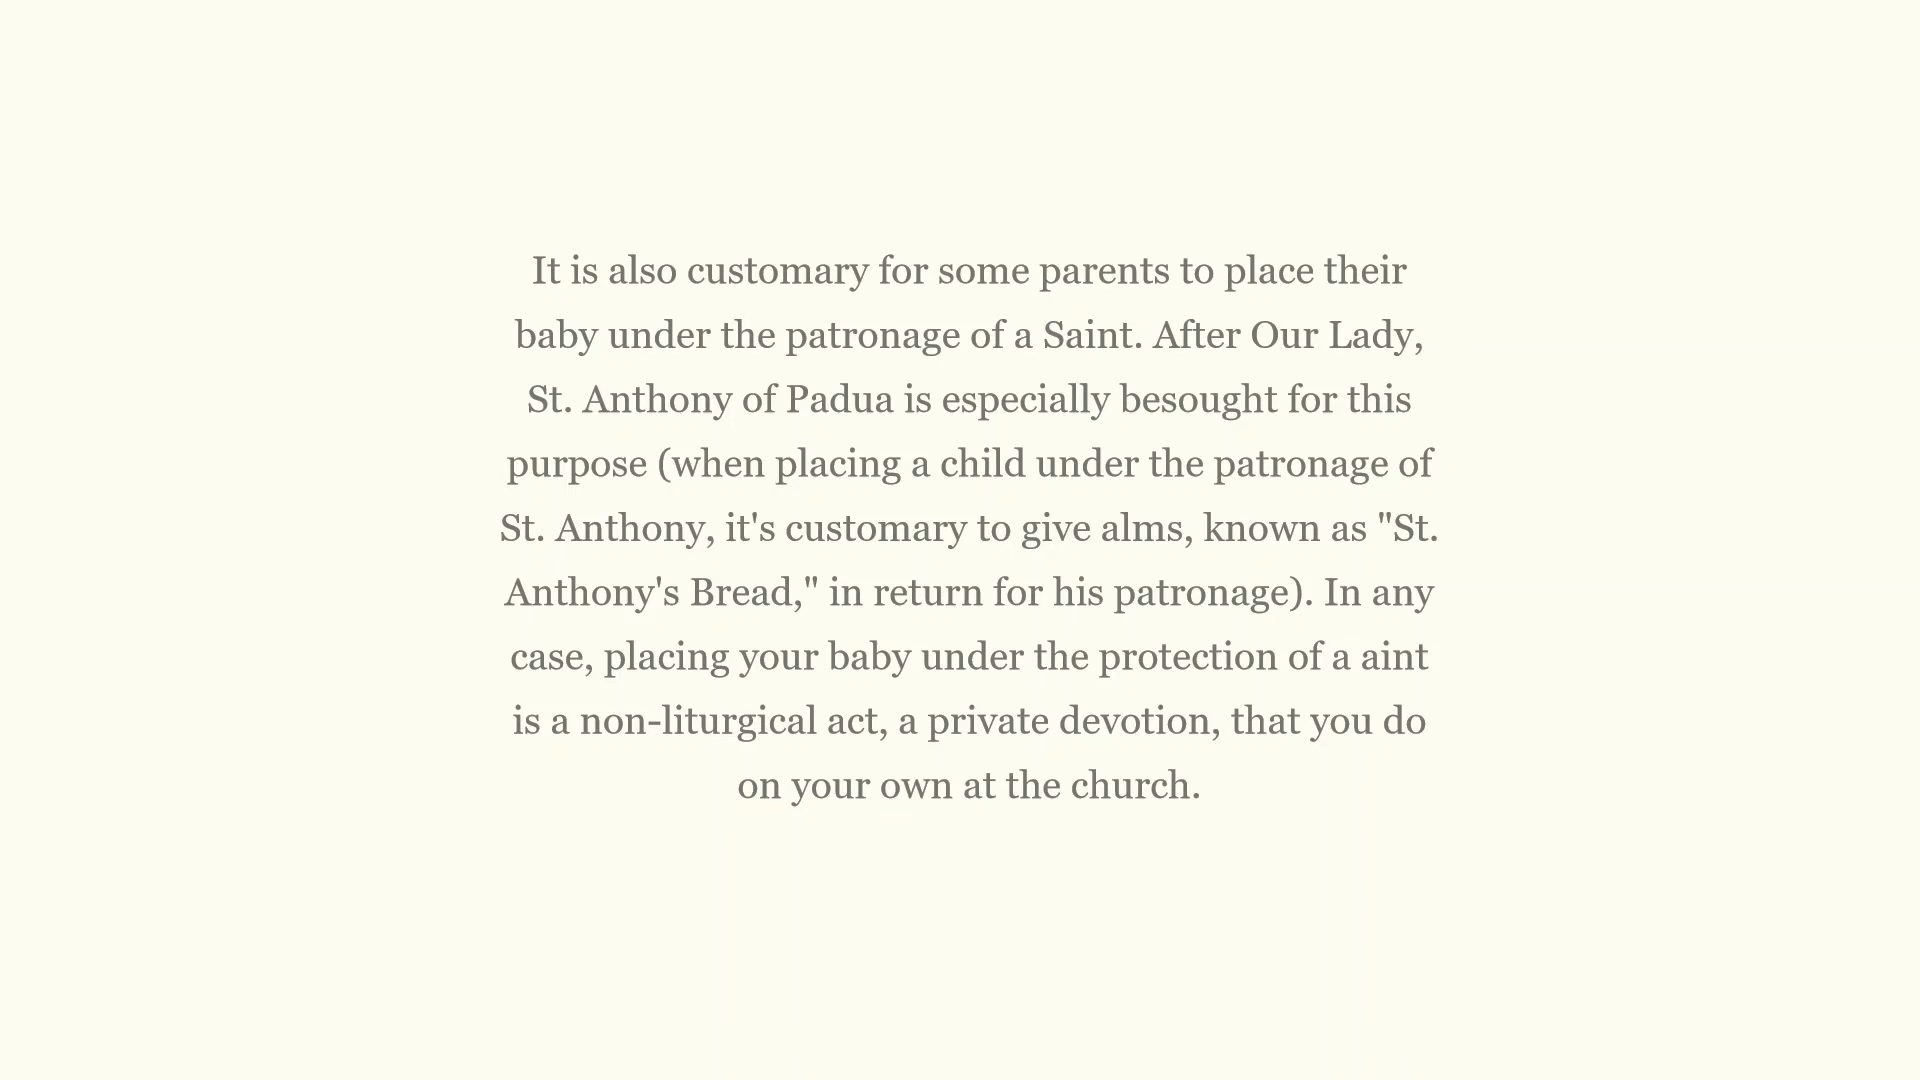 It is also customary for some parents to place their
baby under the patronage of a Saint. After Our Lady,
St. Anthony of Padua is especially besought for this
purpose (when placing a child under the patronage of
St. Anthony, it's customary to give alms, known as "St.
Anthony's Bread," in return for his patronage). In any
case, placing your baby under the protection of a aint
is a non-liturgical act, a private devotion, that you do
on your own at the church.